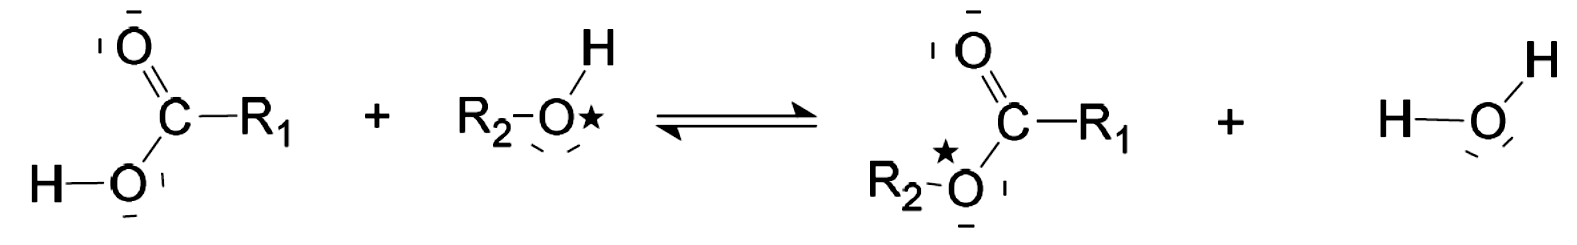 O H O H
C R₁ + R₂ O ★ ⇌ C R₁ + H O
H O R₂ ★ O